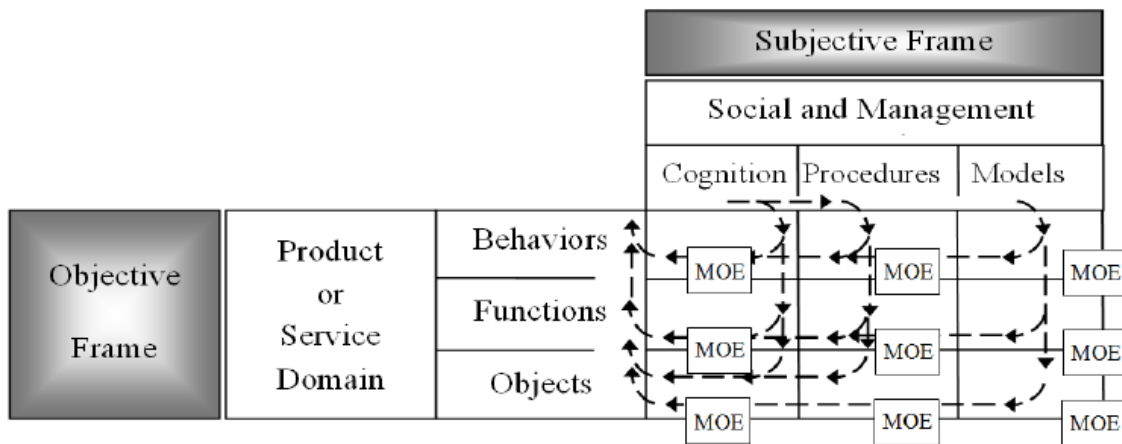 Subjective Frame
Social and Management
Cognition Procedures Models
Objective
Frame
Product
or
Service
Domain
Behaviors
MOE MOE MOE
Functions
MOE MOE MOE
Objects
MOE MOE MOE